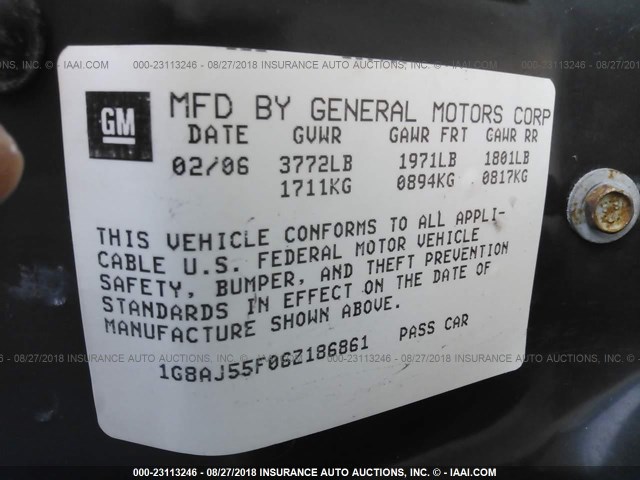 000-23113246 - 08/27/2018 INSURANCE AUTO AUCTIONS, INC. - © IAAI.COM
GM
MFD BY GENERAL MOTORS CORP
DATE GVWR GAWR FRT GAWR RR
02/06 3772LB 1971LB 1801LB
1711KG 0894KG 0817KG
THIS VEHICLE CONFORMS TO ALL APPLI-
CABLE U.S. FEDERAL MOTOR VEHICLE
SAFETY, BUMPER, AND THEFT PREVENTION
STANDARDS IN EFFECT ON THE DATE OF
MANUFACTURE SHOWN ABOVE.
1G8AJ55F06Z186861 PASS CAR
000-23113246 - 08/27/2018 INSURANCE AUTO AUCTIONS, INC. - © IAAI.COM